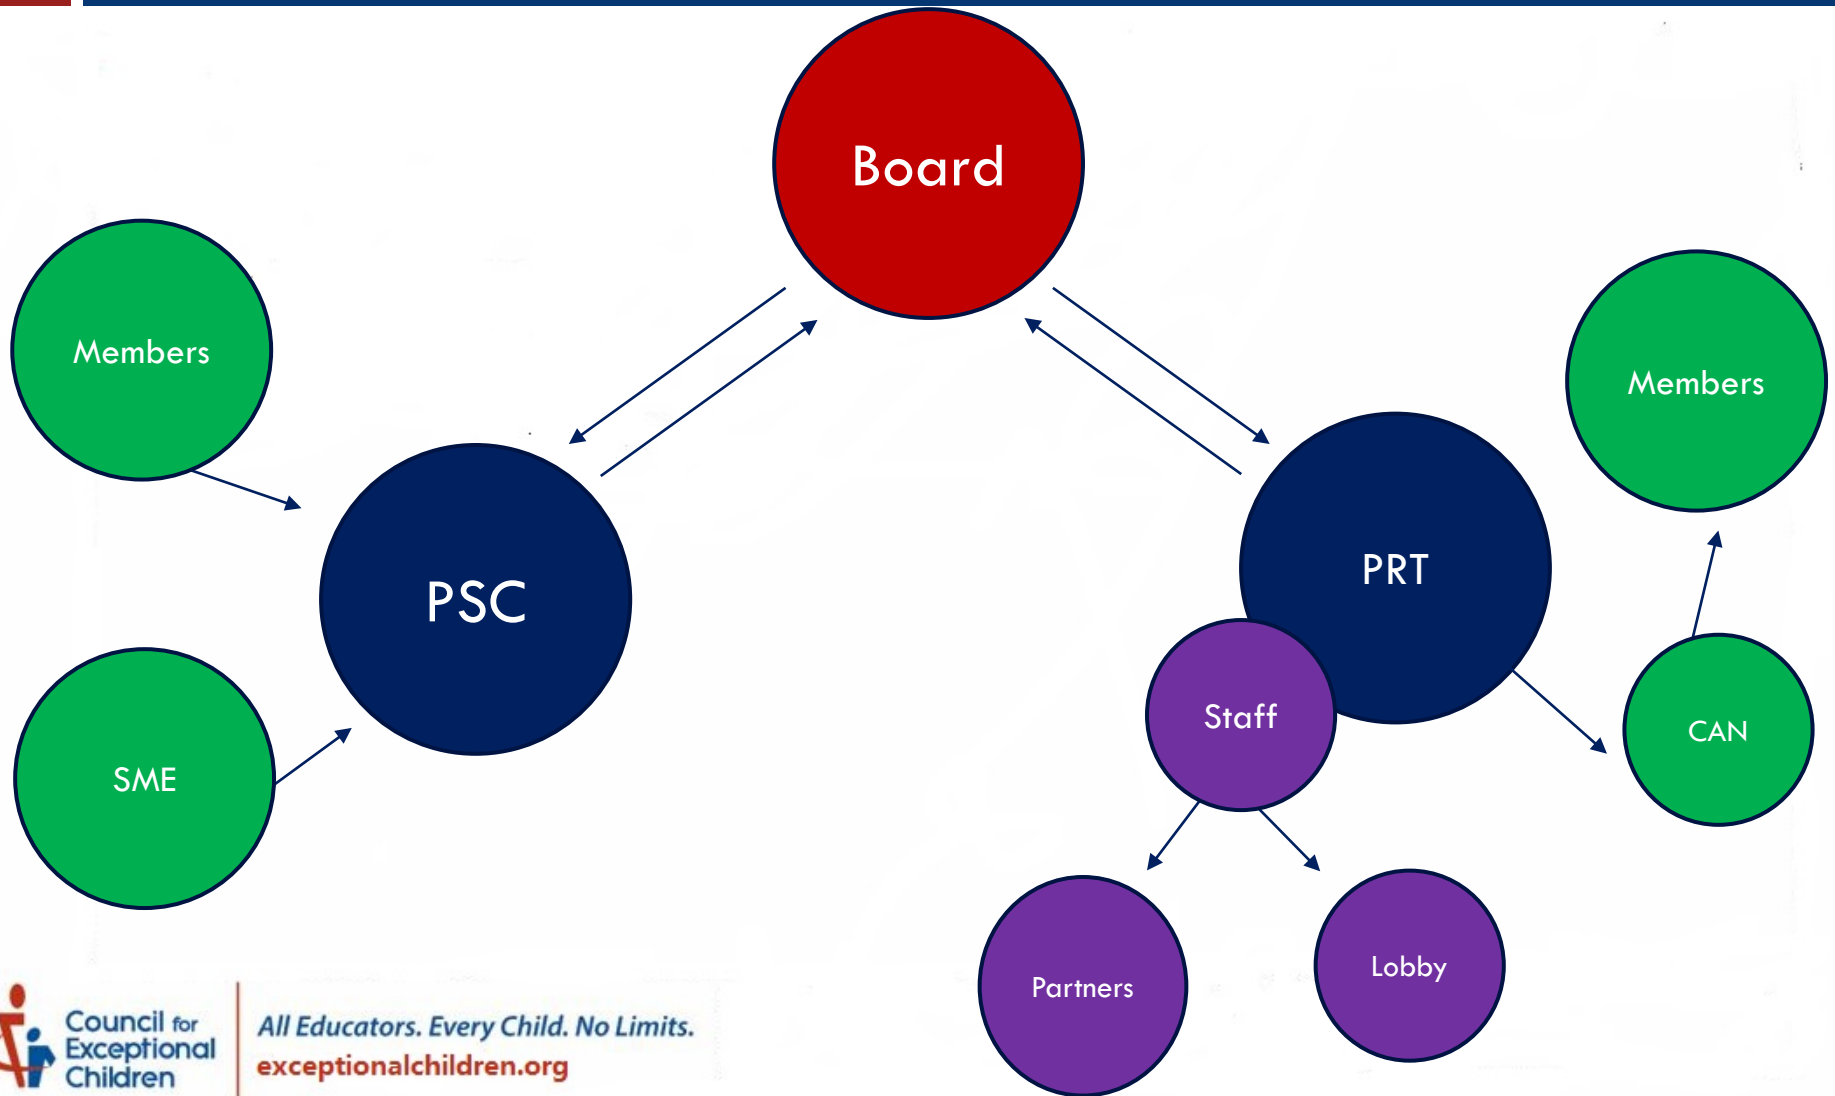 Board
Members
Members
PSC
PRT
Staff
SME
CAN
Partners
Lobby
Council for
Exceptional
Children
All Educators. Every Child. No Limits.
exceptionalchildren.org